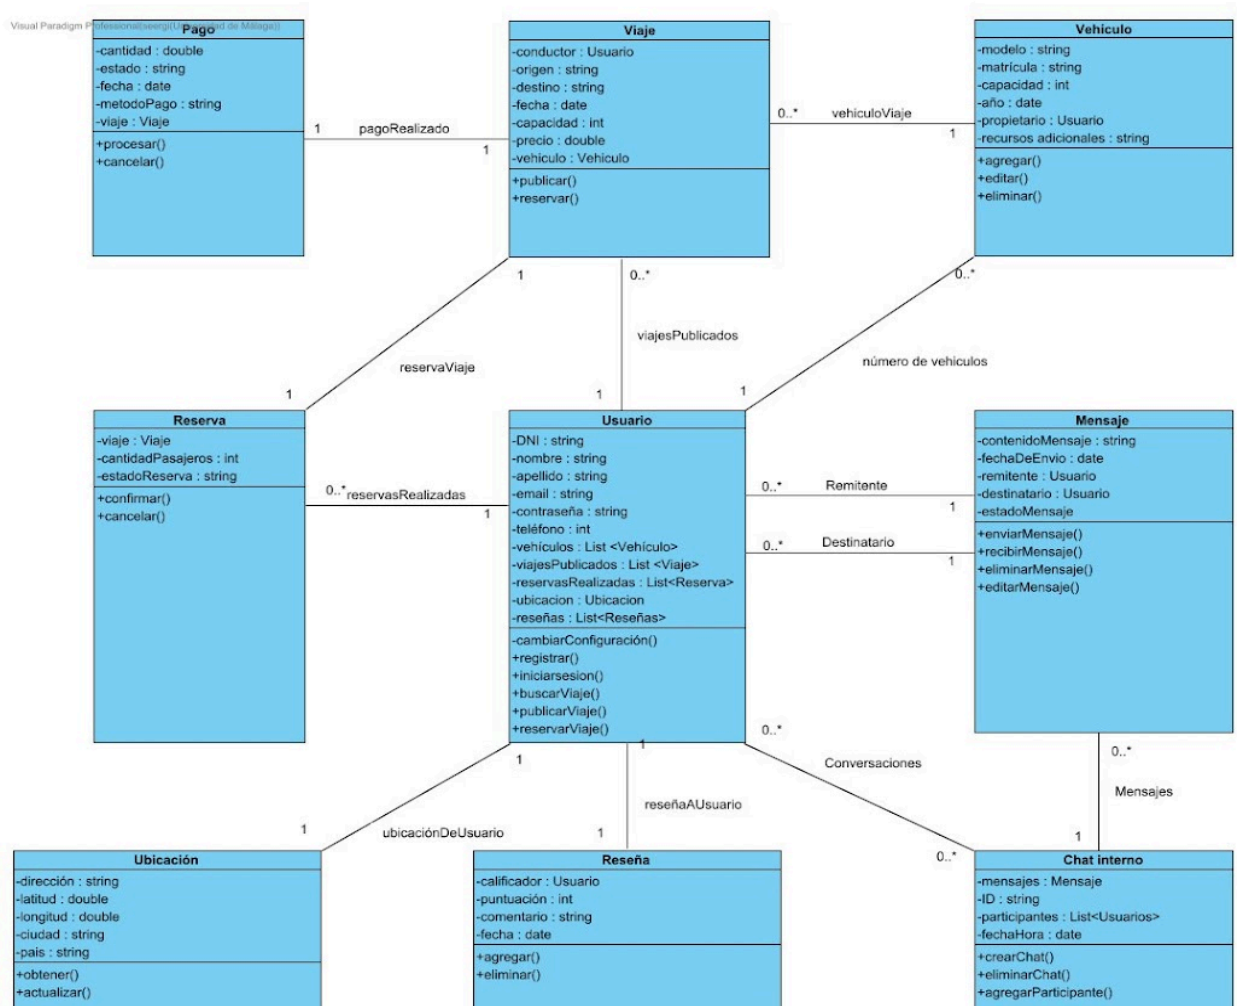 Visual Paradigm Professional(seergi(Universidad de Málaga))
Pago
-cantidad : double
-estado : string
-fecha : date
-metodoPago : string
-viaje : Viaje
+procesar()
+cancelar()
1
pagoRealizado
1
Viaje
-conductor : Usuario
-origen : string
-destino : string
-fecha : date
-capacidad : int
-precio : double
-vehiculo : Vehiculo
+publicar()
+reservar()
0..*
vehiculoViaje
1
Vehículo
-modelo : string
-matrícula : string
-capacidad : int
-año : date
-propietario : Usuario
-recursos adicionales : string
+agregar()
+editar()
+eliminar()
1
reservaViaje
1
0..*
viajesPublicados
1
0..*
número de vehiculos
1
Reserva
-viaje : Viaje
-cantidadPasajeros : int
-estadoReserva : string
+confirmar()
+cancelar()
0..*
reservasRealizadas
1
Usuario
-DNI : string
-nombre : string
-apellido : string
-email : string
-contraseña : string
-teléfono : int
-vehículos : List <Vehículo>
-viajesPublicados : List <Viaje>
-reservasRealizadas : List<Reserva>
-ubicacion : Ubicacion
-reseñas : List<Reseñas>
-cambiarConfiguración()
+registrar()
+iniciarsesion()
+buscarViaje()
+publicarViaje()
+reservarViaje()
0..*
Remitente
1
0..*
Destinatario
1
Mensaje
-contenidoMensaje : string
-fechaDeEnvio : date
-remitente : Usuario
-destinatario : Usuario
-estadoMensaje
+enviarMensaje()
+recibirMensaje()
+eliminarMensaje()
+editarMensaje()
1
ubicaciónDeUsuario
1
1
reseñaAUsuario
1
0..*
Conversaciones
0..*
0..*
Mensajes
1
Ubicación
-dirección : string
-latitud : double
-longitud : double
-ciudad : string
-pais : string
+obtener()
+actualizar()
Reseña
-calificador : Usuario
-puntuación : int
-comentario : string
-fecha : date
+agregar()
+eliminar()
Chat interno
-mensajes : Mensaje
-ID : string
-participantes : List<Usuarios>
-fechaHora : date
+crearChat()
+eliminarChat()
+agregarParticipante()